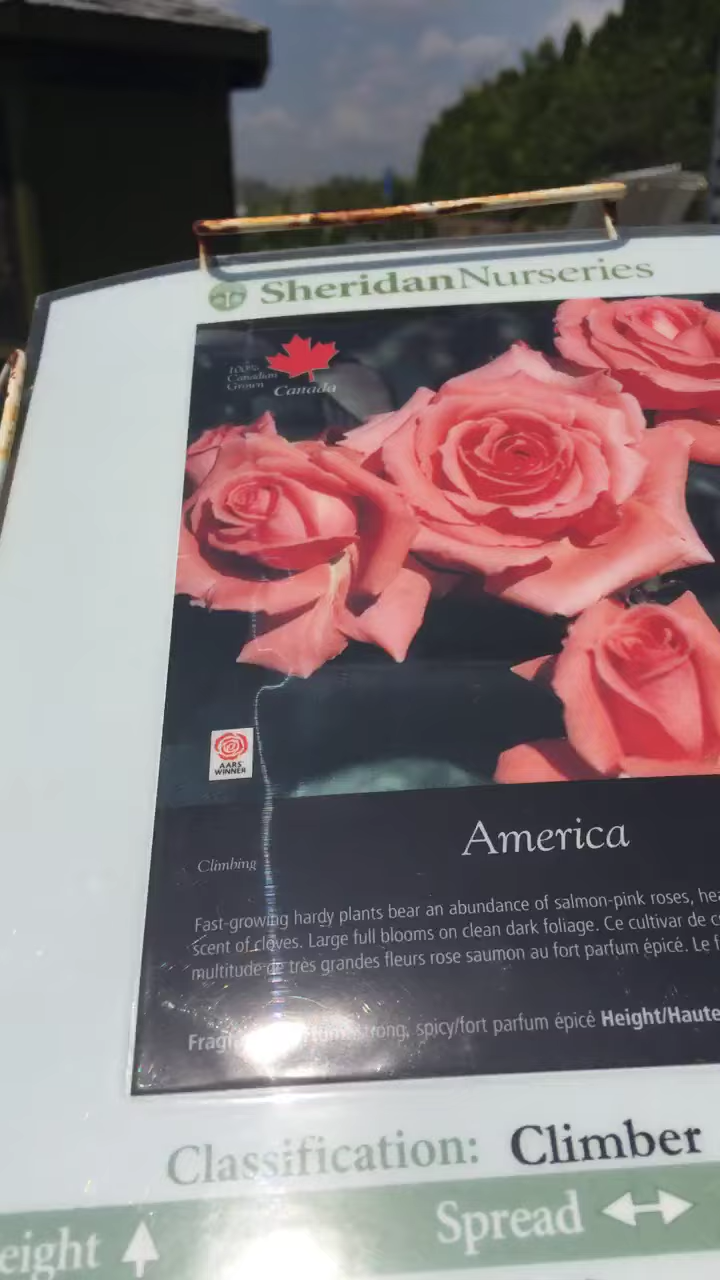 SheridanNurseries
100%
Canadian
Grown
Canada
AARS
WINNER
America
Climbing
Fast-growing hardy plants bear an abundance of salmon-pink roses,
scent of cloves. Large full blooms on clean dark foliage. Ce cultivar de
multitude de très grandes fleurs rose saumon au fort parfum épicé. Le
strong, spicy/fort parfum épicé Height/Haute
Classification: Climber
eight Spread